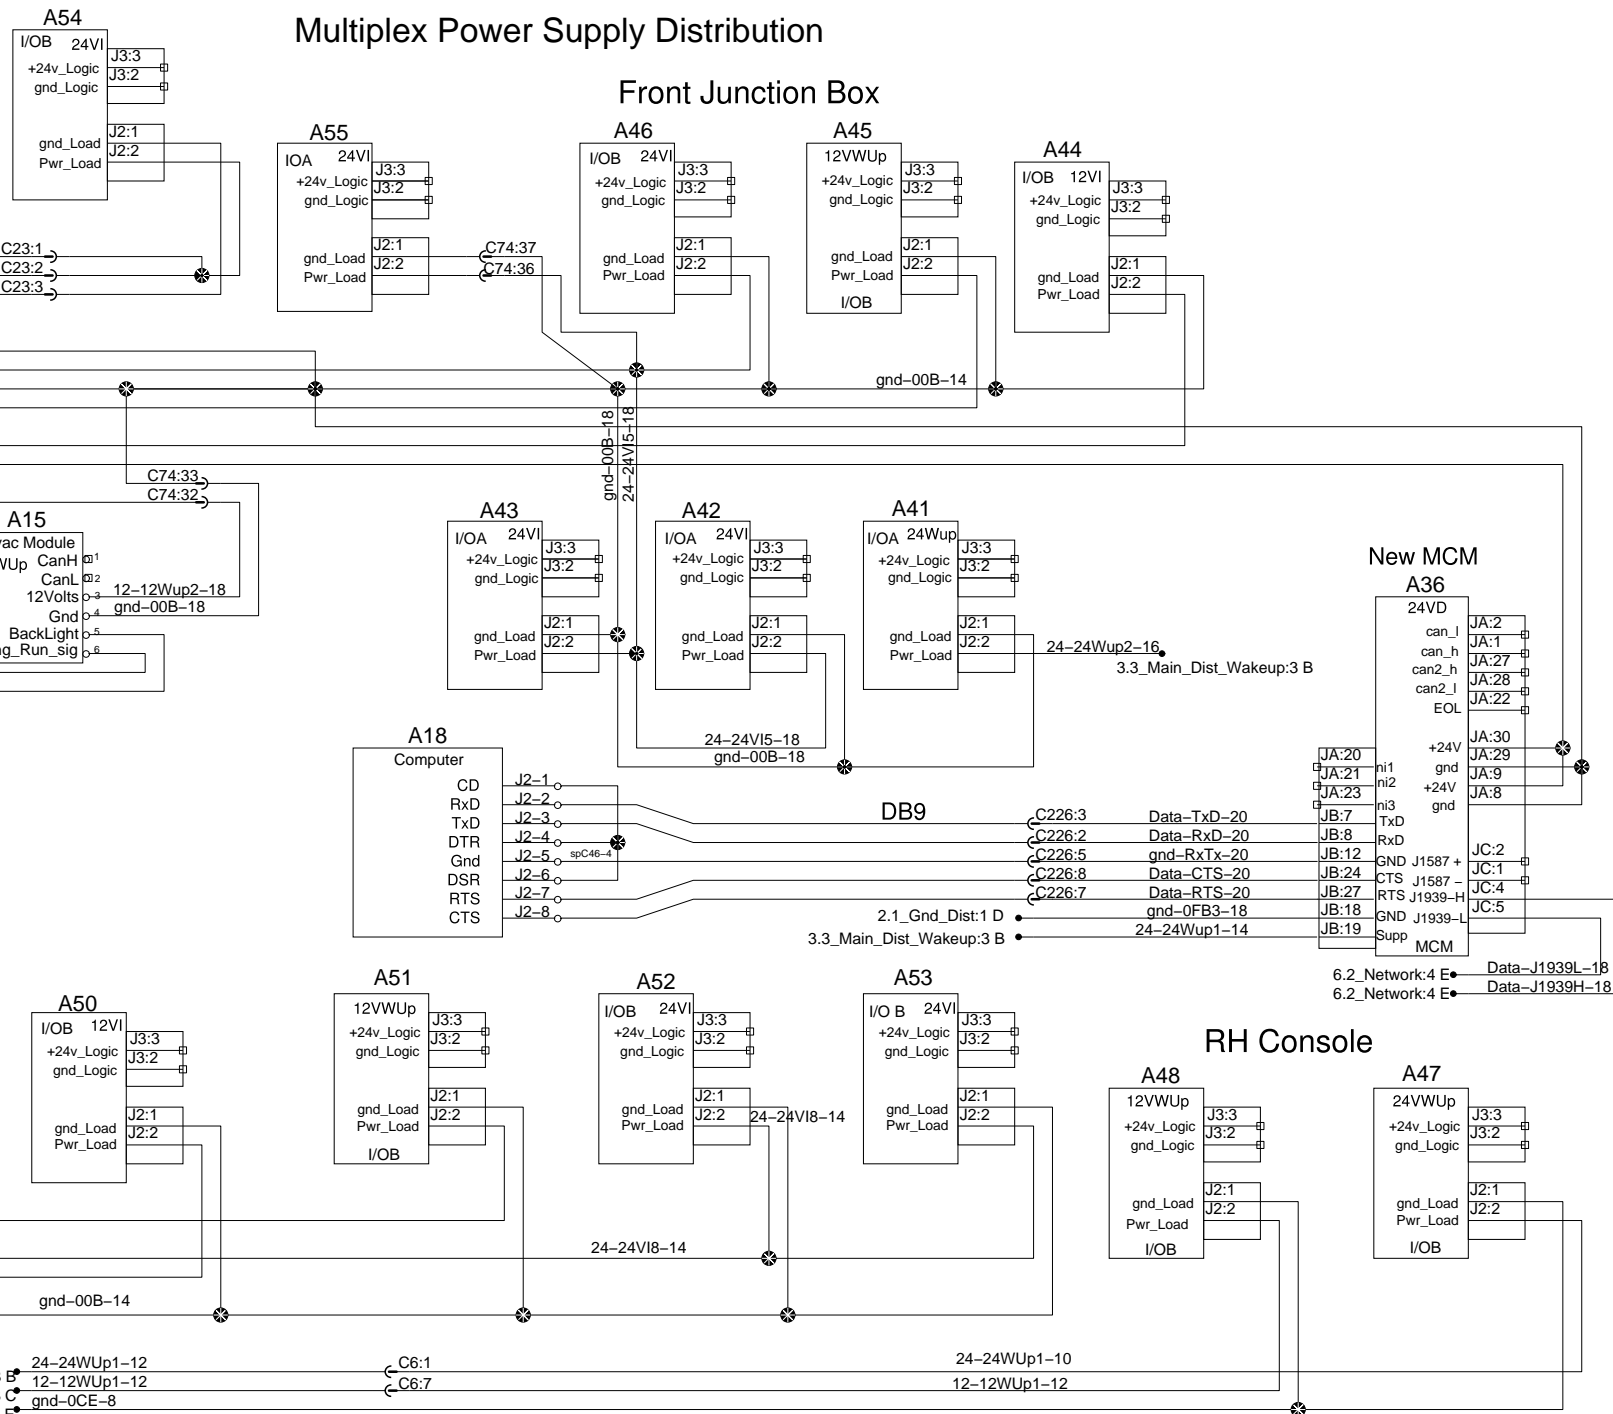 Multiplex Power Supply Distribution
Front Junction Box
A54
I/OB 24VI
+24v_Logic
gnd_Logic
gnd_Load
Pwr_Load
J3:3
J3:2
J2:1
J2:2
C23:1
C23:2
C23:3
A55
IOA 24VI
+24v_Logic
gnd_Logic
gnd_Load
Pwr_Load
J3:3
J3:2
J2:1
J2:2
C74:37
C74:36
A46
I/OB 24VI
+24v_Logic
gnd_Logic
gnd_Load
Pwr_Load
J3:3
J3:2
J2:1
J2:2
A45
12VWUp
+24v_Logic
gnd_Logic
gnd_Load
Pwr_Load
I/OB
J3:3
J3:2
J2:1
J2:2
A44
I/OB 12VI
+24v_Logic
gnd_Logic
gnd_Load
Pwr_Load
J3:3
J3:2
J2:1
J2:2
gnd-00B-14
gnd-00B-18
24-24VI5-18
C74:33
C74:32
A15
vac Module
WUp CanH
CanL
12Volts
Gnd
BackLight
g_Run_sig
1
2
3
4
5
6
12-12Wup2-18
gnd-00B-18
A43
I/OA 24VI
+24v_Logic
gnd_Logic
gnd_Load
Pwr_Load
J3:3
J3:2
J2:1
J2:2
A42
I/OA 24VI
+24v_Logic
gnd_Logic
gnd_Load
Pwr_Load
J3:3
J3:2
J2:1
J2:2
A41
I/OA 24Wup
+24v_Logic
gnd_Logic
gnd_Load
Pwr_Load
J3:3
J3:2
J2:1
J2:2
24-24Wup2-16
3.3_Main_Dist_Wakeup:3 B
24-24VI5-18
gnd-00B-18
New MCM
A36
24VD
can_l
can_h
can2_h
can2_l
EOL
+24V
gnd
+24V
gnd
JA:2
JA:1
JA:27
JA:28
JA:22
JA:30
JA:29
JA:9
JA:8
JA:20
JA:21
JA:23
JB:7
JB:8
JB:12
JB:24
JB:27
JB:18
JB:19
ni1
ni2
ni3
TxD
RxD
GND J1587 +
CTS J1587 -
RTS J1939-H
GND J1939-L
Supp
MCM
JC:2
JC:1
JC:4
JC:5
A18
Computer
CD
RxD
TxD
DTR
Gnd
DSR
RTS
CTS
J2-1
J2-2
J2-3
J2-4
J2-5
J2-6
J2-7
J2-8
spC46-4
DB9
C226:3 Data-TxD-20
C226:2 Data-RxD-20
C226:5 gnd-RxTx-20
C226:8 Data-CTS-20
C226:7 Data-RTS-20
2.1_Gnd_Dist:1 D gnd-0FB3-18
3.3_Main_Dist_Wakeup:3 B 24-24Wup1-14
6.2_Network:4 E Data-J1939L-18
6.2_Network:4 E Data-J1939H-18
A50
I/OB 12VI
+24v_Logic
gnd_Logic
gnd_Load
Pwr_Load
J3:3
J3:2
J2:1
J2:2
A51
12VWUp
+24v_Logic
gnd_Logic
gnd_Load
Pwr_Load
I/OB
J3:3
J3:2
J2:1
J2:2
A52
I/OB 24VI
+24v_Logic
gnd_Logic
gnd_Load
Pwr_Load
J3:3
J3:2
J2:1
J2:2
24-24VI8-14
A53
I/O B 24VI
+24v_Logic
gnd_Logic
gnd_Load
Pwr_Load
J3:3
J3:2
J2:1
J2:2
RH Console
A48
12VWUp
+24v_Logic
gnd_Logic
gnd_Load
Pwr_Load
I/OB
J3:3
J3:2
J2:1
J2:2
A47
24VWUp
+24v_Logic
gnd_Logic
gnd_Load
Pwr_Load
I/OB
J3:3
J3:2
J2:1
J2:2
24-24VI8-14
gnd-00B-14
B 24-24WUp1-12 C6:1 24-24WUp1-10
C 12-12WUp1-12 C6:7 12-12WUp1-12
gnd-0CE-8